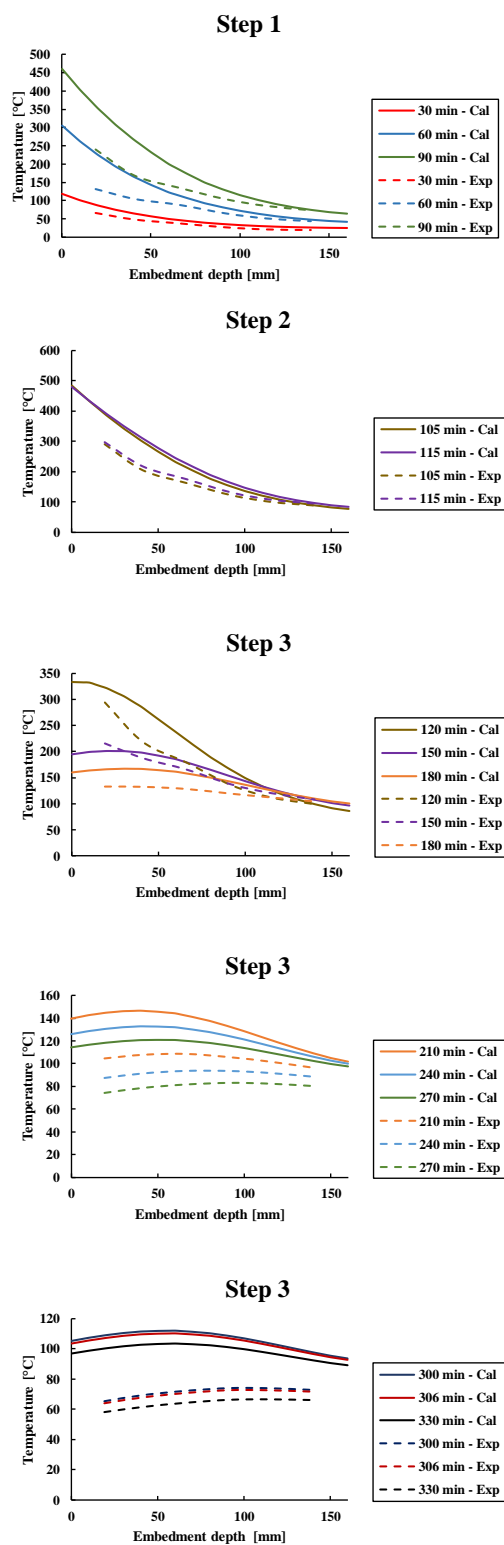 Step 1
Temperature [°C]
500
450
400
350
300
250
200
150
100
50
0
0 50 100 150
Embedment depth [mm]
30 min - Cal
60 min - Cal
90 min - Cal
30 min - Exp
60 min - Exp
90 min - Exp
Step 2
Temperature [°C]
600
500
400
300
200
100
0
0 50 100 150
Embedment depth [mm]
105 min - Cal
115 min - Cal
105 min - Exp
115 min - Exp
Step 3
Temperature [°C]
350
300
250
200
150
100
50
0
0 50 100 150
Embedment depth [mm]
120 min - Cal
150 min - Cal
180 min - Cal
120 min - Exp
150 min - Exp
180 min - Exp
Step 3
Temperature [°C]
160
140
120
100
80
60
40
20
0
0 50 100 150
Embedment depth [mm]
210 min - Cal
240 min - Cal
270 min - Cal
210 min - Exp
240 min - Exp
270 min - Exp
Step 3
Temperature [°C]
120
100
80
60
40
20
0
0 50 100 150
Embedment depth [mm]
300 min - Cal
306 min - Cal
330 min - Cal
300 min - Exp
306 min - Exp
330 min - Exp